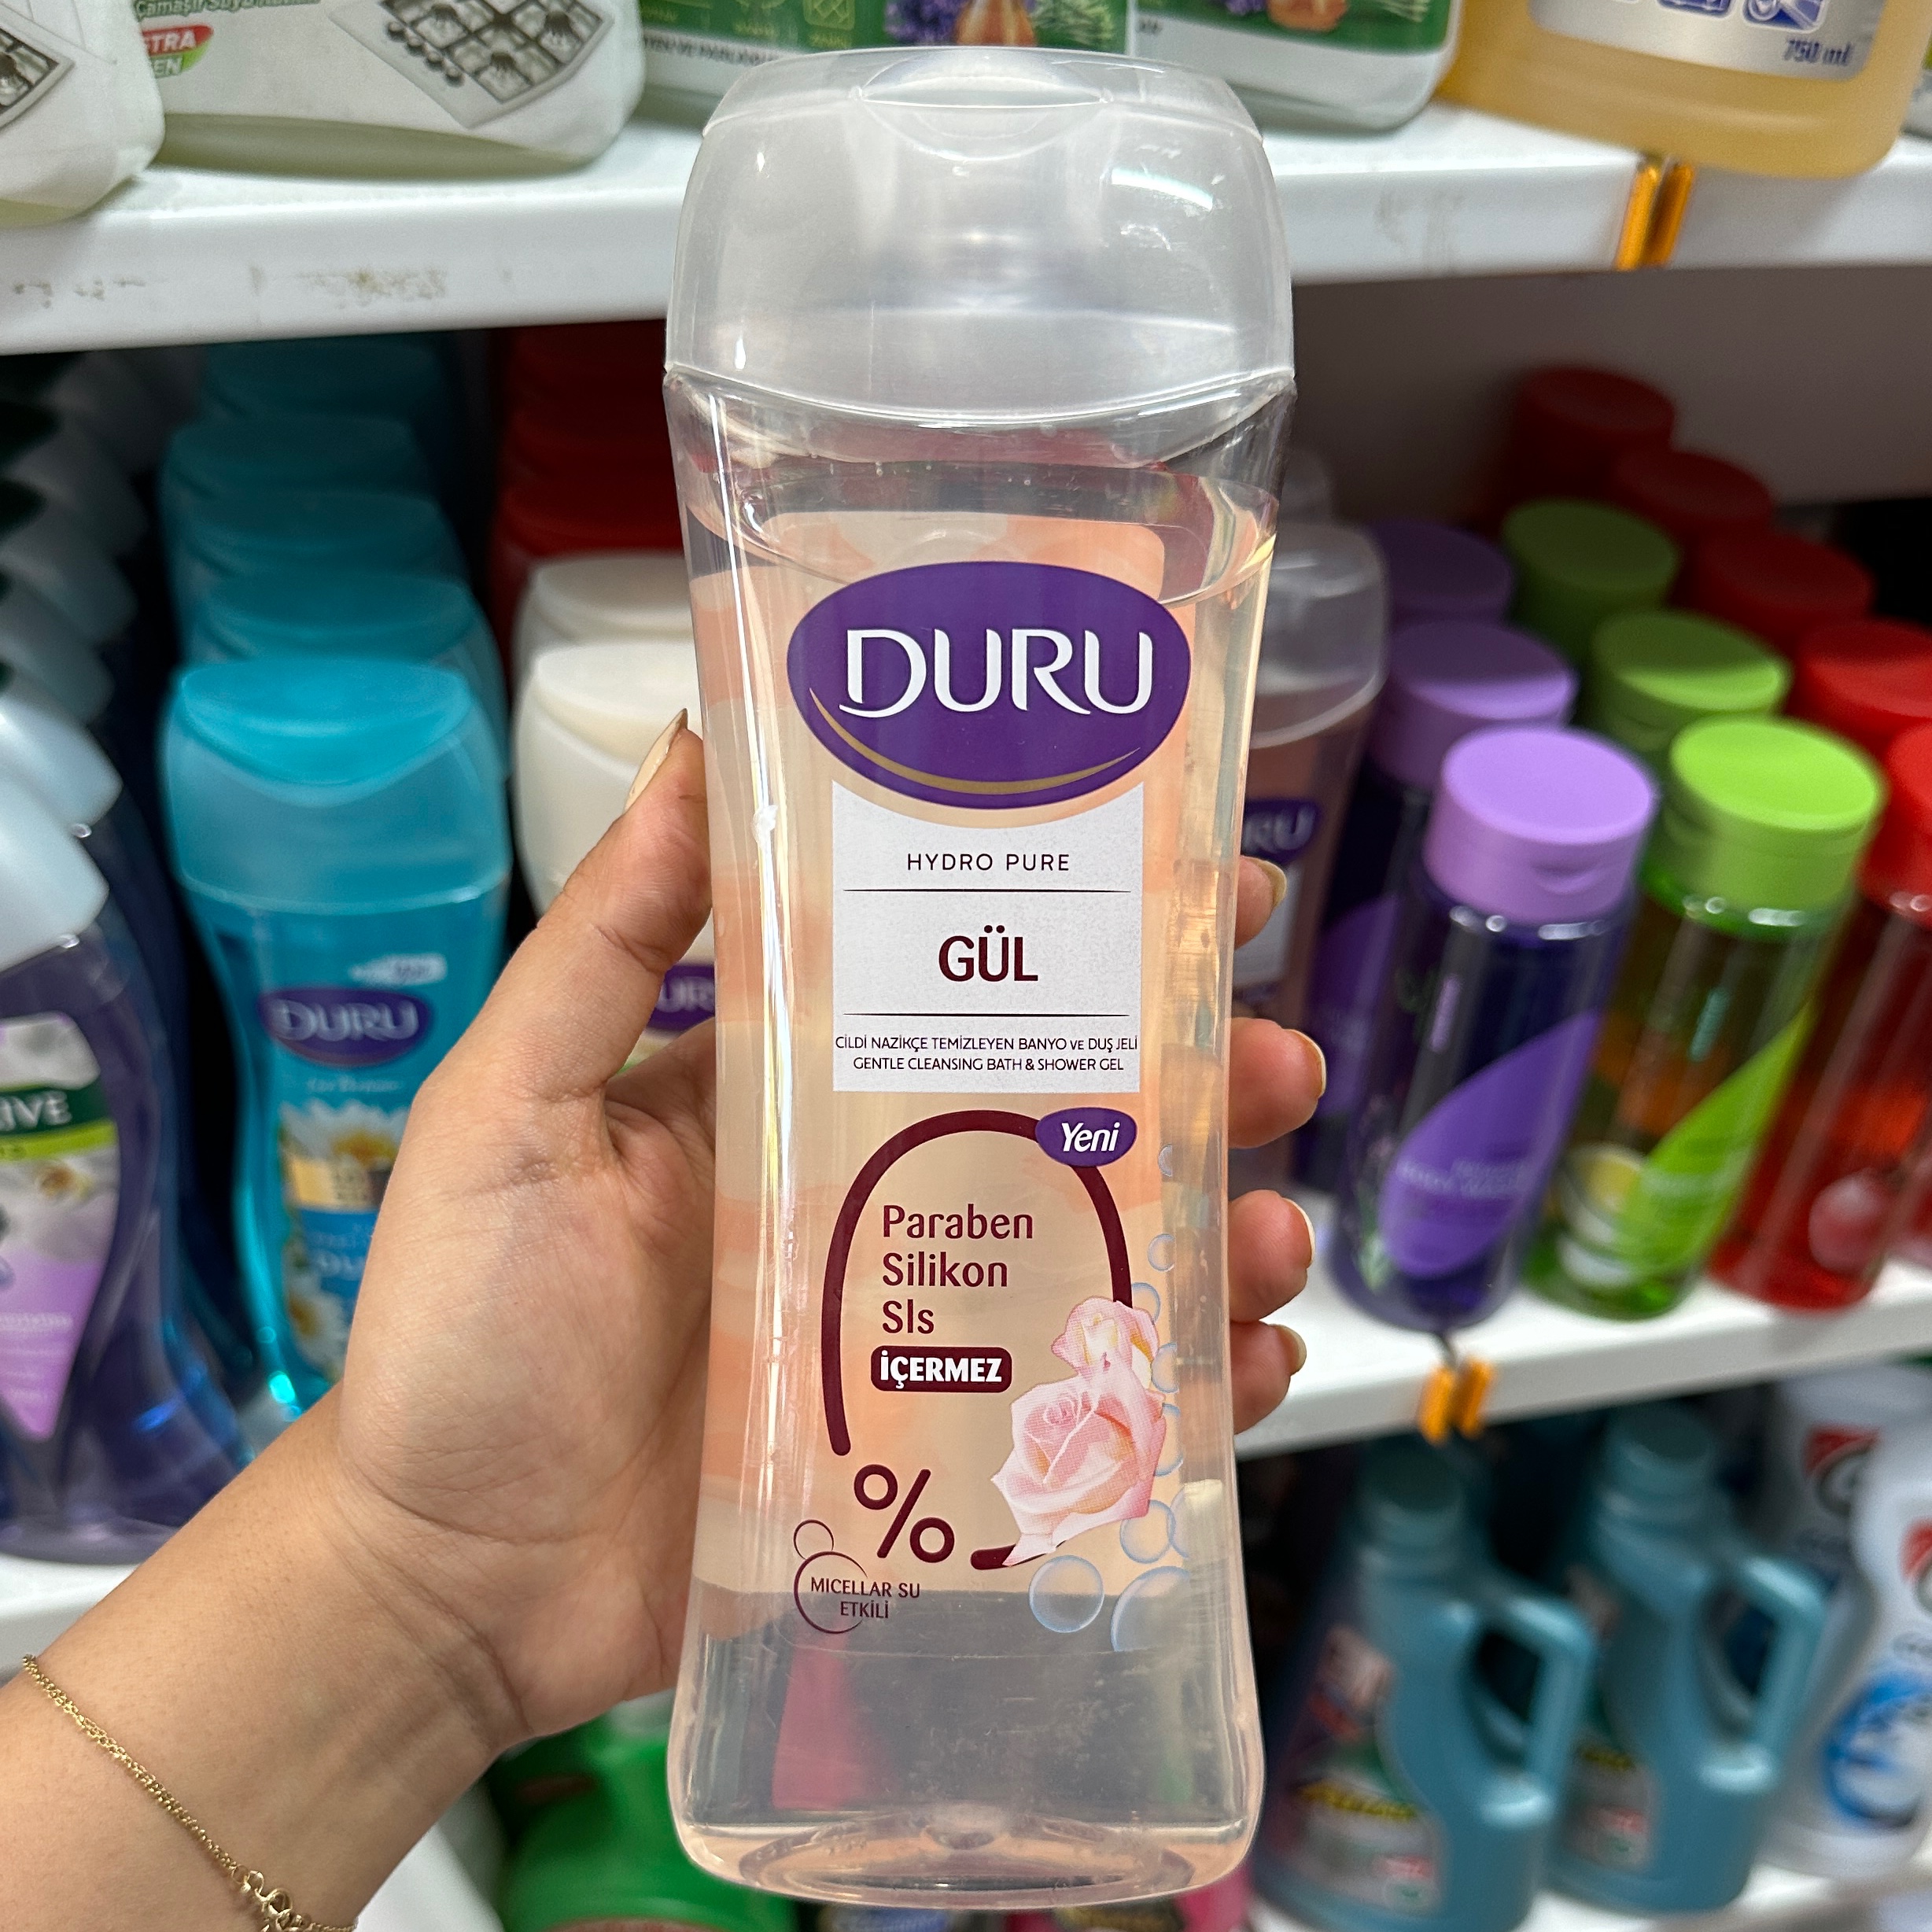 DURU
HYDRO PURE
GÜL
CİLDİ NAZİKÇE TEMİZLEYEN BANYO ve DUŞ JELİ
GENTLE CLEANSING BATH & SHOWER GEL
Yeni
Paraben
Silikon
Sls
İÇERMEZ
%
MICELLAR SU
ETKİLİ
DURU
750 ml